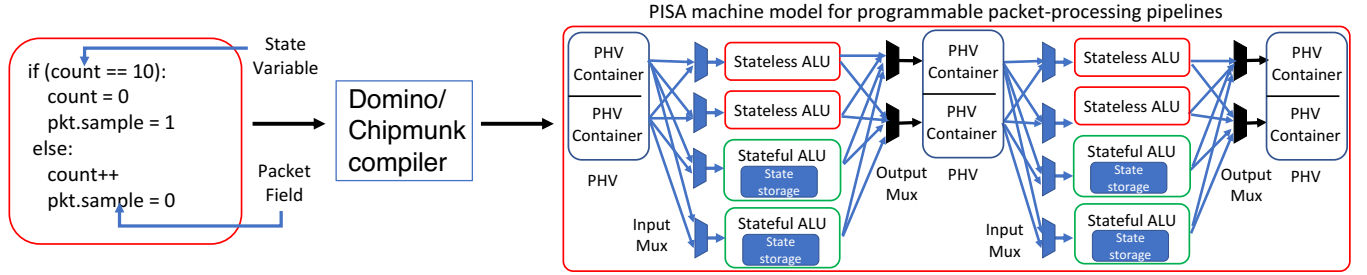 PISA machine model for programmable packet-processing pipelines
if (count == 10):
count = 0
pkt.sample = 1
else:
count++
pkt.sample = 0
State
Variable
Packet
Field
Domino/
Chipmunk
compiler
PHV
Container
PHV
Container
PHV
Input
Mux
Stateless ALU
Stateless ALU
Stateful ALU
State
storage
Stateful ALU
State
storage
Output
Mux
PHV
Container
PHV
Container
PHV
Input
Mux
Stateless ALU
Stateless ALU
Stateful ALU
State
storage
Stateful ALU
State
storage
Output
Mux
PHV
Container
PHV
Container
PHV